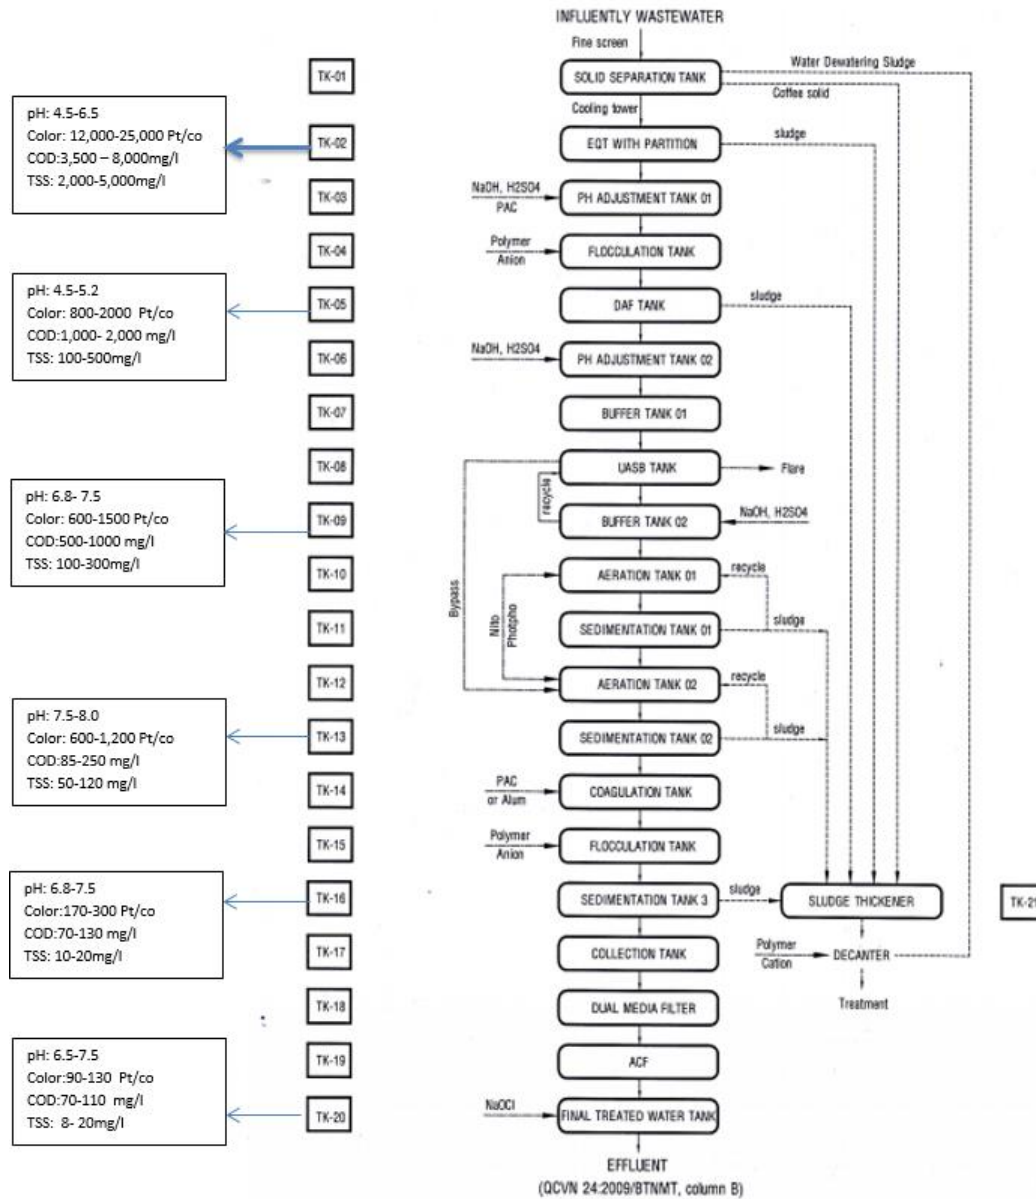 INFLUENTLY WASTEWATER
Fine screen
Water Dewatering Sludge
TK-01
SOLID SEPARATION TANK
Coffee solid
Cooling tower
pH: 4.5-6.5
Color: 12,000-25,000 Pt/co
COD:3,500 – 8,000mg/l
TSS: 2,000-5,000mg/l
TK-02
EQT WITH PARTITION
sludge
TK-03
NaOH, H2SO4
PAC
PH ADJUSTMENT TANK 01
TK-04
Polymer
Anion
FLOCCULATION TANK
pH: 4.5-5.2
Color: 800-2000 Pt/co
COD:1,000- 2,000 mg/l
TSS: 100-500mg/l
TK-05
DAF TANK
sludge
TK-06
NaOH, H2SO4
PH ADJUSTMENT TANK 02
TK-07
BUFFER TANK 01
TK-08
UASB TANK
Flare
recycle
pH: 6.8- 7.5
Color: 600-1500 Pt/co
COD:500-1000 mg/l
TSS: 100-300mg/l
TK-09
BUFFER TANK 02
NaOH, H2SO4
TK-10
AERATION TANK 01
recycle
Bypass
Nito
Photpho
TK-11
SEDIMENTATION TANK 01
sludge
TK-12
AERATION TANK 02
recycle
pH: 7.5-8.0
Color: 600-1,200 Pt/co
COD:85-250 mg/l
TSS: 50-120 mg/l
TK-13
SEDIMENTATION TANK 02
sludge
TK-14
PAC
or Alum
COAGULATION TANK
TK-15
Polymer
Anion
FLOCCULATION TANK
pH: 6.8-7.5
Color:170-300 Pt/co
COD:70-130 mg/l
TSS: 10-20mg/l
TK-16
SEDIMENTATION TANK 3
sludge
SLUDGE THICKENER
TK-21
TK-17
COLLECTION TANK
Polymer
Cation
DECANTER
TK-18
DUAL MEDIA FILTER
Treatment
TK-19
ACF
pH: 6.5-7.5
Color:90-130 Pt/co
COD:70-110 mg/l
TSS: 8- 20mg/l
TK-20
NaOCl
FINAL TREATED WATER TANK
EFFLUENT
(QCVN 24:2009/BTNMT, column B)